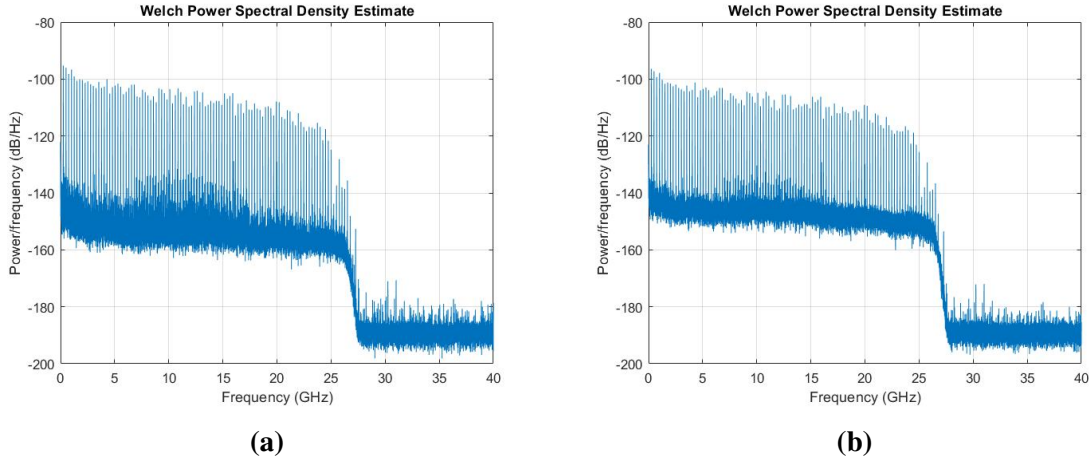 Welch Power Spectral Density Estimate
-80
-100
-120
-140
-160
-180
-200
Power/frequency (dB/Hz)
0 5 10 15 20 25 30 35 40
Frequency (GHz)
(a)
Welch Power Spectral Density Estimate
-80
-100
-120
-140
-160
-180
-200
Power/frequency (dB/Hz)
0 5 10 15 20 25 30 35 40
Frequency (GHz)
(b)